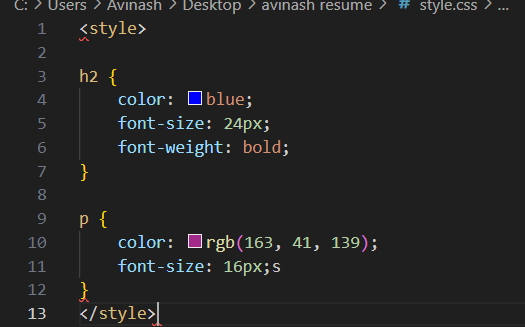 C: > Users > Avinash > Desktop > avinash resume > # style.css > ...
1 <style>
2
3 h2 {
4 color: blue;
5 font-size: 24px;
6 font-weight: bold;
7 }
8
9 p {
10 color: rgb(163, 41, 139);
11 font-size: 16px;s
12 }
13 </style>